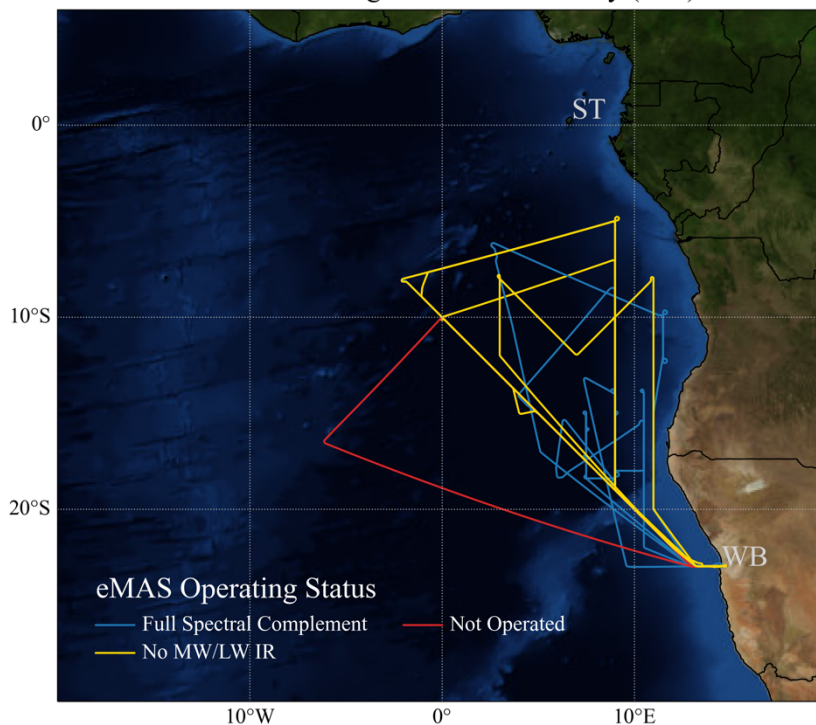 ST
0°
10°S
20°S
WB
eMAS Operating Status
Full Spectral Complement
Not Operated
No MW/LW IR
10°W
0°
10°E